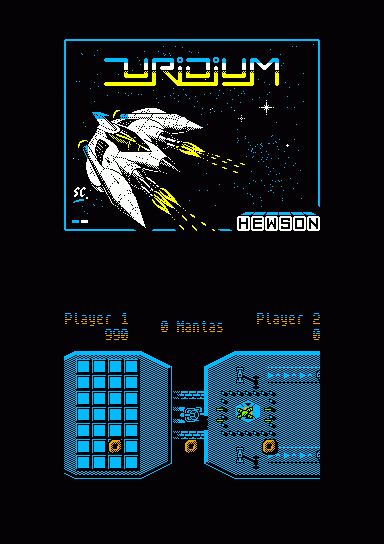 URIDIUM
SC.
HEWSON
Player 1 Player 2
990 0 Mantas 0